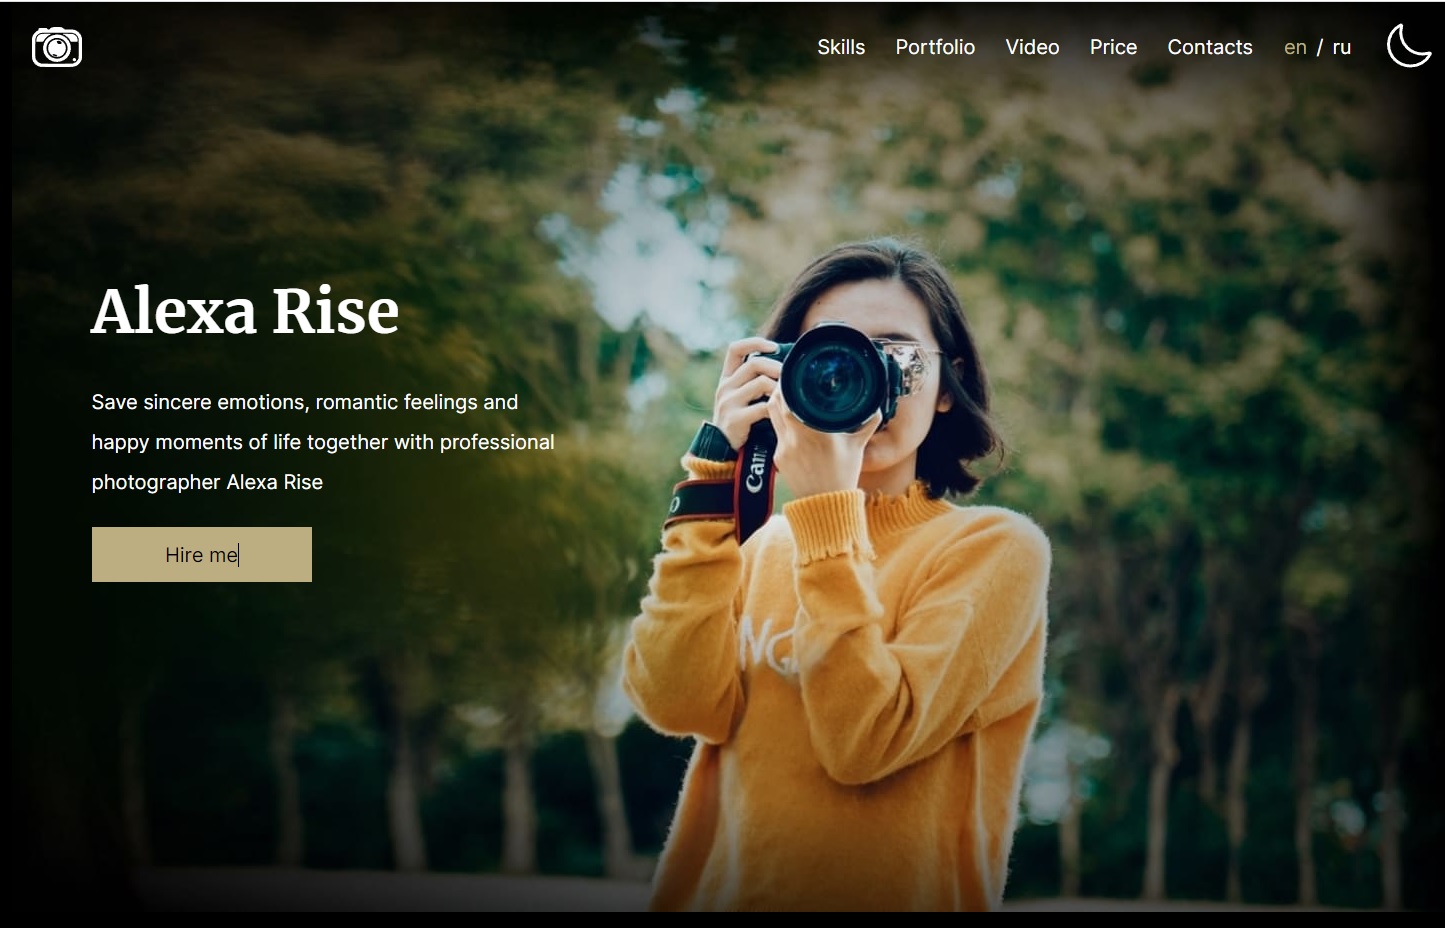 Skills Portfolio Video Price Contacts en / ru
Alexa Rise
Save sincere emotions, romantic feelings and
happy moments of life together with professional
photographer Alexa Rise
Hire me
Can
NG